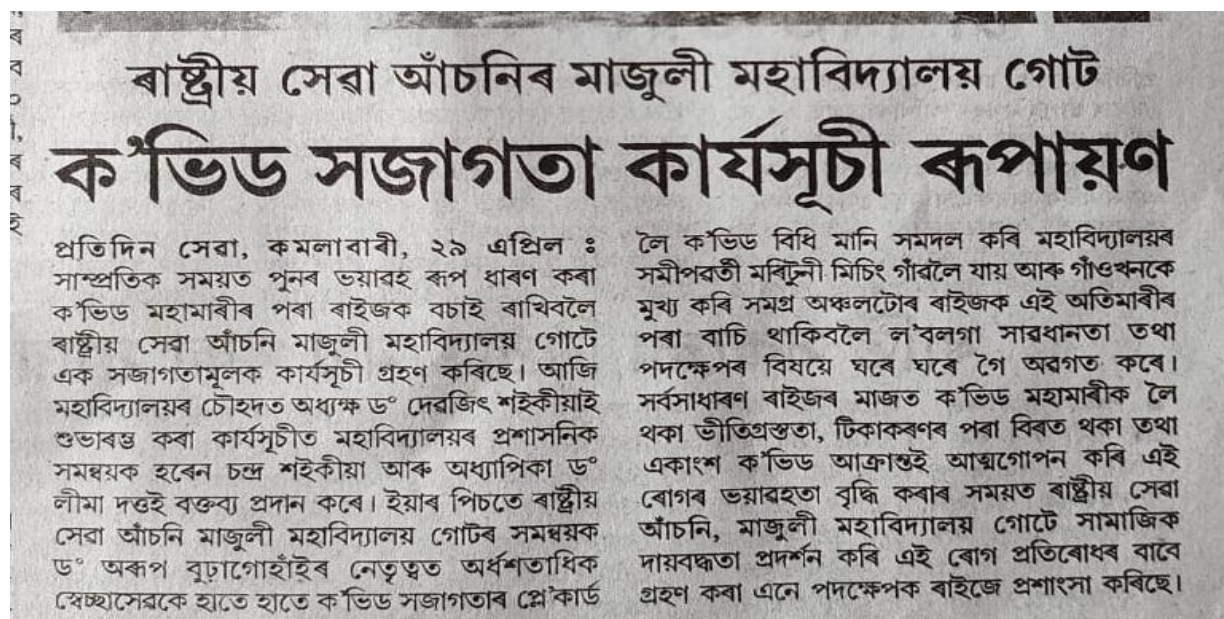 ৰাষ্ট্ৰীয় সেৱা আঁচনিৰ মাজুলী মহাবিদ্যালয় গোট
ক'ভিড সজাগতা কাৰ্যসূচী ৰূপায়ণ
প্ৰতিদিন সেৱা, কমলাবাৰী, ২৯ এপ্ৰিল ঃ
সাম্প্ৰতিক সময়ত পুনৰ ভয়াৱহ ৰূপ ধাৰণ কৰা
ক'ভিড মহামাৰীৰ পৰা ৰাইজক বচাই ৰাখিবলৈ
ৰাষ্ট্ৰীয় সেৱা আঁচনি মাজুলী মহাবিদ্যালয় গোটে
এক সজাগতামূলক কাৰ্যসূচী গ্ৰহণ কৰিছে। আজি
মহাবিদ্যালয়ৰ চৌহদত অধ্যক্ষ ড° দেৱজিৎ শইকীয়াই
শুভাৰম্ভ কৰা কাৰ্যসূচীত মহাবিদ্যালয়ৰ প্ৰশাসনিক
সমন্বয়ক হৰেন চন্দ্ৰ শইকীয়া আৰু অধ্যাপিকা ড°
লীমা দত্তই বক্তব্য প্ৰদান কৰে। ইয়াৰ পিচতে ৰাষ্ট্ৰীয়
সেৱা আঁচনি মাজুলী মহাবিদ্যালয় গোটৰ সমন্বয়ক
ড° অৰূপ বুঢ়াগোহাঁইৰ নেতৃত্বত অৰ্ধশতাধিক
স্বেচ্ছাসেৱকে হাতে হাতে ক'ভিড সজাগতাৰ প্লে'কাৰ্ড
লৈ ক'ভিড বিধি মানি সমদল কৰি মহাবিদ্যালয়ৰ
সমীপৱৰ্তী মৰিটুনী মিচিং গাঁৱলৈ যায় আৰু গাঁওখনকে
মুখ্য কৰি সমগ্ৰ অঞ্চলটোৰ ৰাইজক এই অতিমাৰীৰ
পৰা বাচি থাকিবলৈ ল'বলগা সাৱধানতা তথা
পদক্ষেপৰ বিষয়ে ঘৰে ঘৰে গৈ অৱগত কৰে।
সৰ্বসাধাৰণ ৰাইজৰ মাজত ক'ভিড মহামাৰীক লৈ
থকা ভীতিগ্ৰস্ততা, টিকাকৰণৰ পৰা বিৰত থকা তথা
একাংশ ক'ভিড আক্ৰান্তই আত্মগোপন কৰি এই
ৰোগৰ ভয়াৱহতা বৃদ্ধি কৰাৰ সময়ত ৰাষ্ট্ৰীয় সেৱা
আঁচনি, মাজুলী মহাবিদ্যালয় গোটে সামাজিক
দায়বদ্ধতা প্ৰদৰ্শন কৰি এই ৰোগ প্ৰতিৰোধৰ বাবে
গ্ৰহণ কৰা এনে পদক্ষেপক ৰাইজে প্ৰশাংসা কৰিছে।